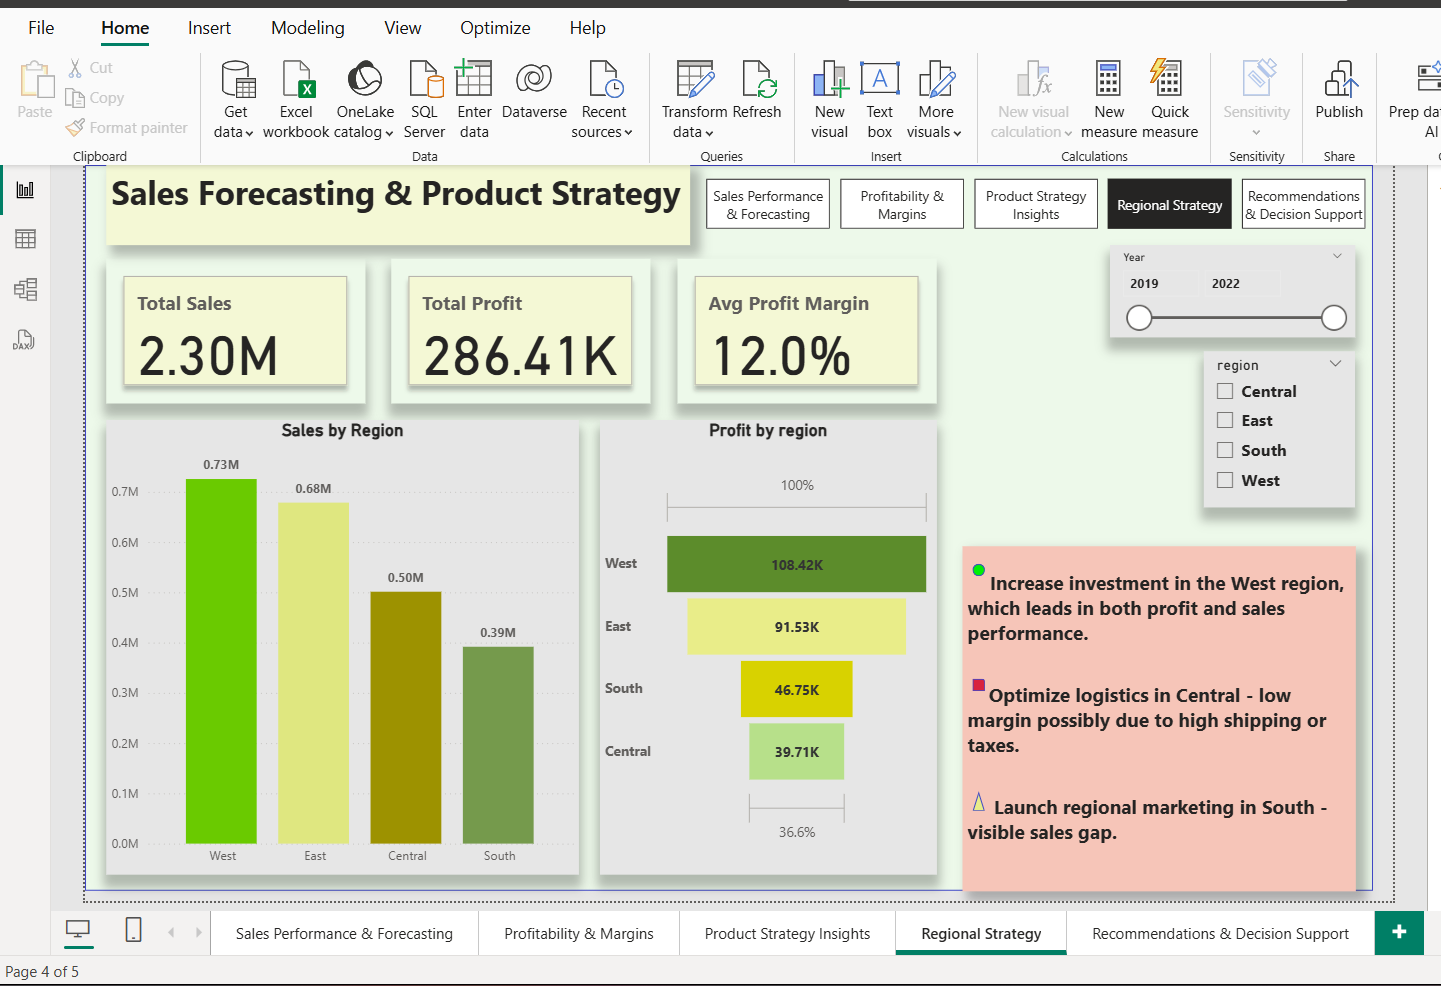 File Home Insert Modeling View Optimize Help
Paste
Cut
Copy
Format painter
Clipboard
Get data
Excel workbook
OneLake catalog
SQL Server
Enter data
Dataverse
Recent sources
Data
Transform data
Refresh
Queries
New visual
Text box
More visuals
Insert
New visual calculation
New measure
Quick measure
Calculations
Sensitivity
Sensitivity
Publish
Share
Prep dat
AI
Sales Forecasting & Product Strategy
Sales Performance
& Forecasting
Profitability &
Margins
Product Strategy
Insights
Regional Strategy
Recommendations
& Decision Support
Year
2019 2022
region
Central
East
South
West
Total Sales
2.30M
Total Profit
286.41K
Avg Profit Margin
12.0%
Sales by Region
0.73M
0.68M
0.50M
0.39M
0.7M
0.6M
0.5M
0.4M
0.3M
0.2M
0.1M
0.0M
West East Central South
Profit by region
100%
West 108.42K
East 91.53K
South 46.75K
Central 39.71K
36.6%
Increase investment in the West region,
which leads in both profit and sales
performance.
Optimize logistics in Central - low
margin possibly due to high shipping or
taxes.
Launch regional marketing in South -
visible sales gap.
DAX
Sales Performance & Forecasting Profitability & Margins Product Strategy Insights Regional Strategy Recommendations & Decision Support
Page 4 of 5